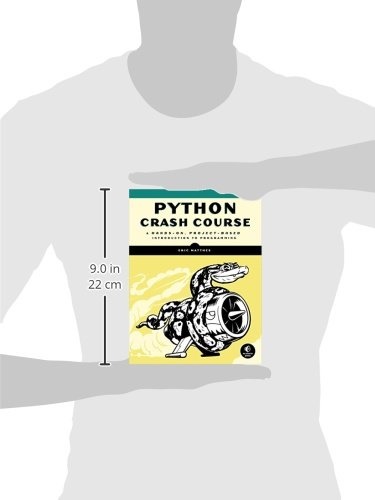 PYTHON
CRASH COURSE
A HANDS-ON, PROJECT-BASED
INTRODUCTION TO PROGRAMMING
ERIC MATTHES
9.0 in
22 cm